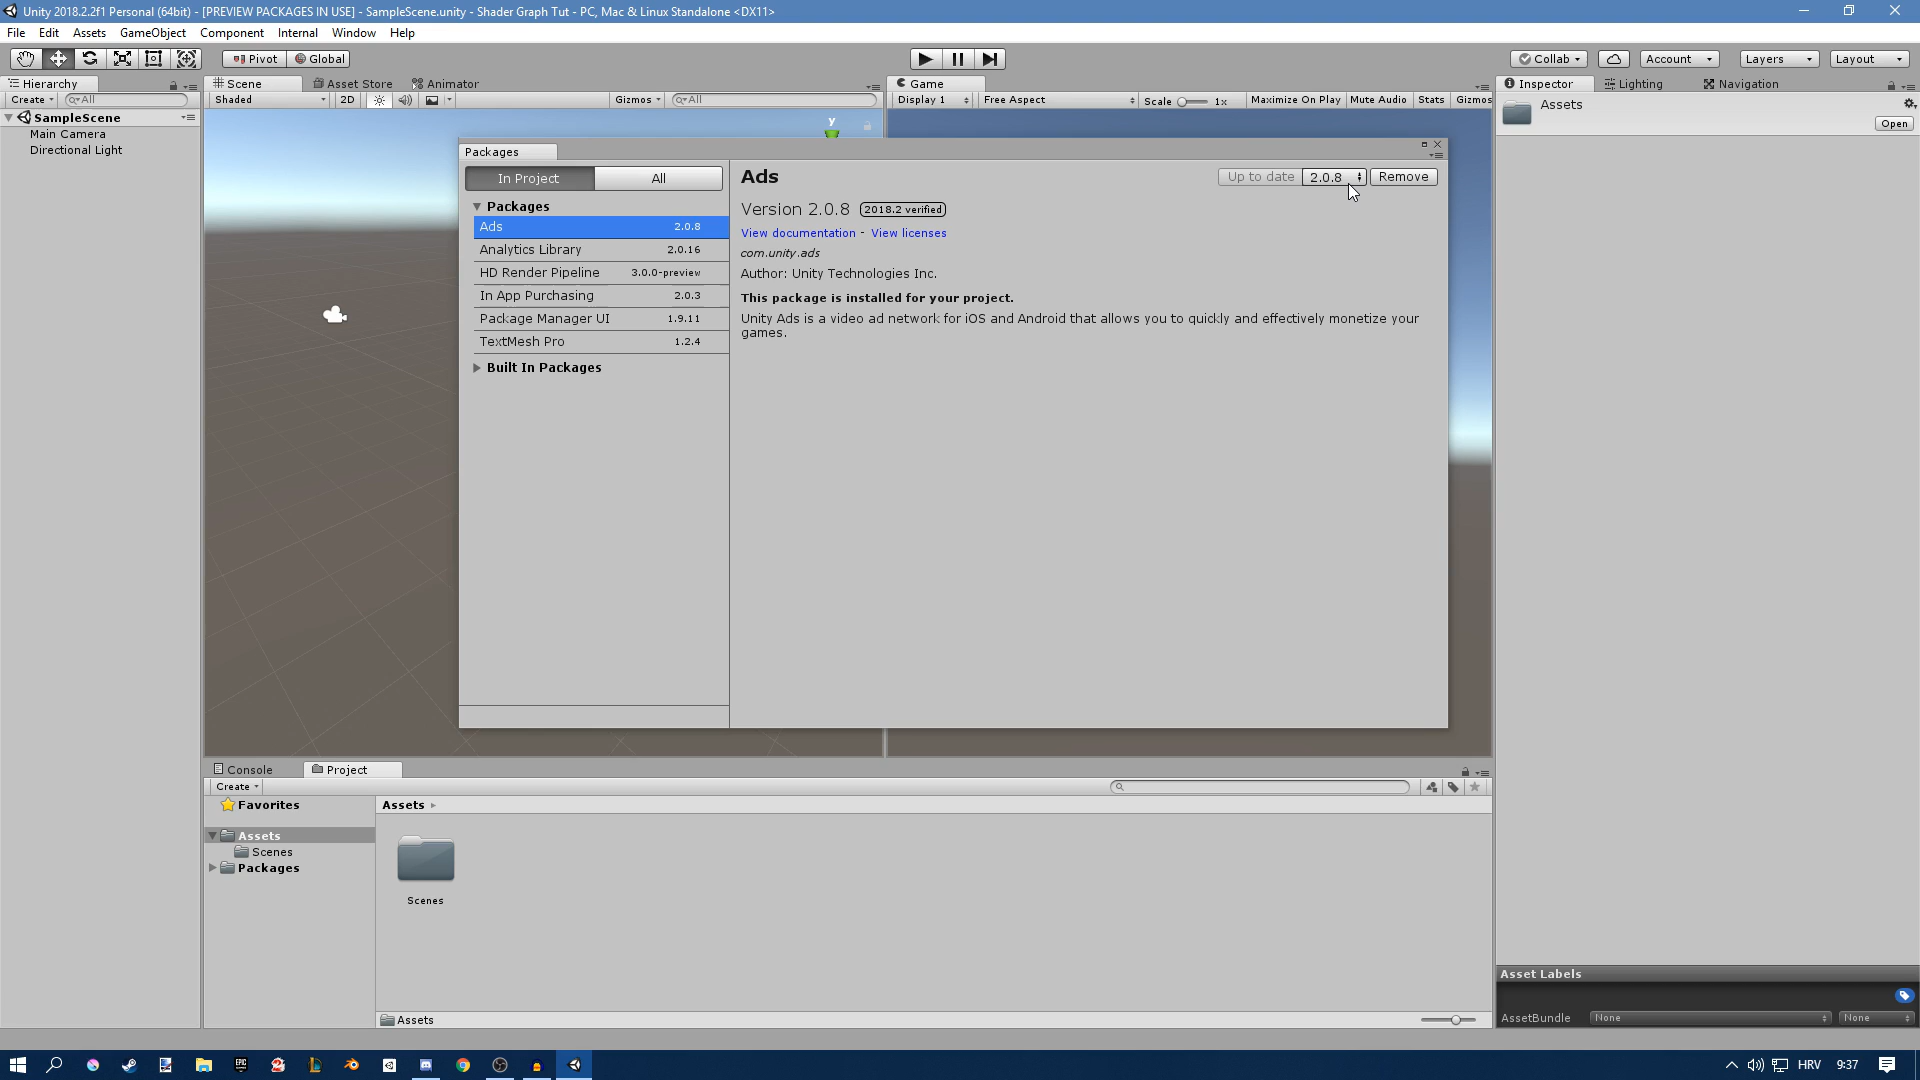 Unity 2018.2.2f1 Personal (64bit) - [PREVIEW PACKAGES IN USE] - SampleScene.unity - Shader Graph Tut - PC, Mac & Linux Standalone <DX11>
File Edit Assets GameObject Component Internal Window Help
Pivot Global Collab Account Layers Layout
Hierarchy Scene Asset Store Animator Game Inspector Lighting Navigation
Create All Shaded 2D Gizmos All Display 1 Free Aspect Scale 1x Maximize On Play Mute Audio Stats Gizmos Assets
Open
SampleScene
Main Camera
Directional Light
y
Packages
In Project All
Packages
Ads 2.0.8
Analytics Library 2.0.16
HD Render Pipeline 3.0.0-preview
In App Purchasing 2.0.3
Package Manager UI 1.9.11
TextMesh Pro 1.2.4
Built In Packages
Ads Up to date 2.0.8 Remove
Version 2.0.8 2018.2 verified
View documentation - View licenses
com.unity.ads
Author: Unity Technologies Inc.
This package is installed for your project.
Unity Ads is a video ad network for iOS and Android that allows you to quickly and effectively monetize your
games.
Console Project
Create
Favorites
Assets
Scenes
Packages
Assets
Scenes
Assets
Asset Labels
AssetBundle None None
EPIC GAMES
HRV 9:37